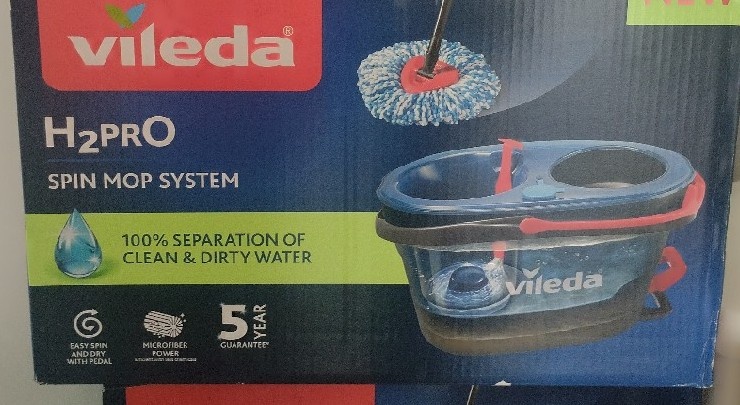 vileda®
NEW
H2PRO
SPIN MOP SYSTEM
100% SEPARATION OF
CLEAN & DIRTY WATER
vileda
EASY SPIN
AND DRY
WITH PEDAL
MICROFIBER
POWER
5 YEAR
GUARANTEE*